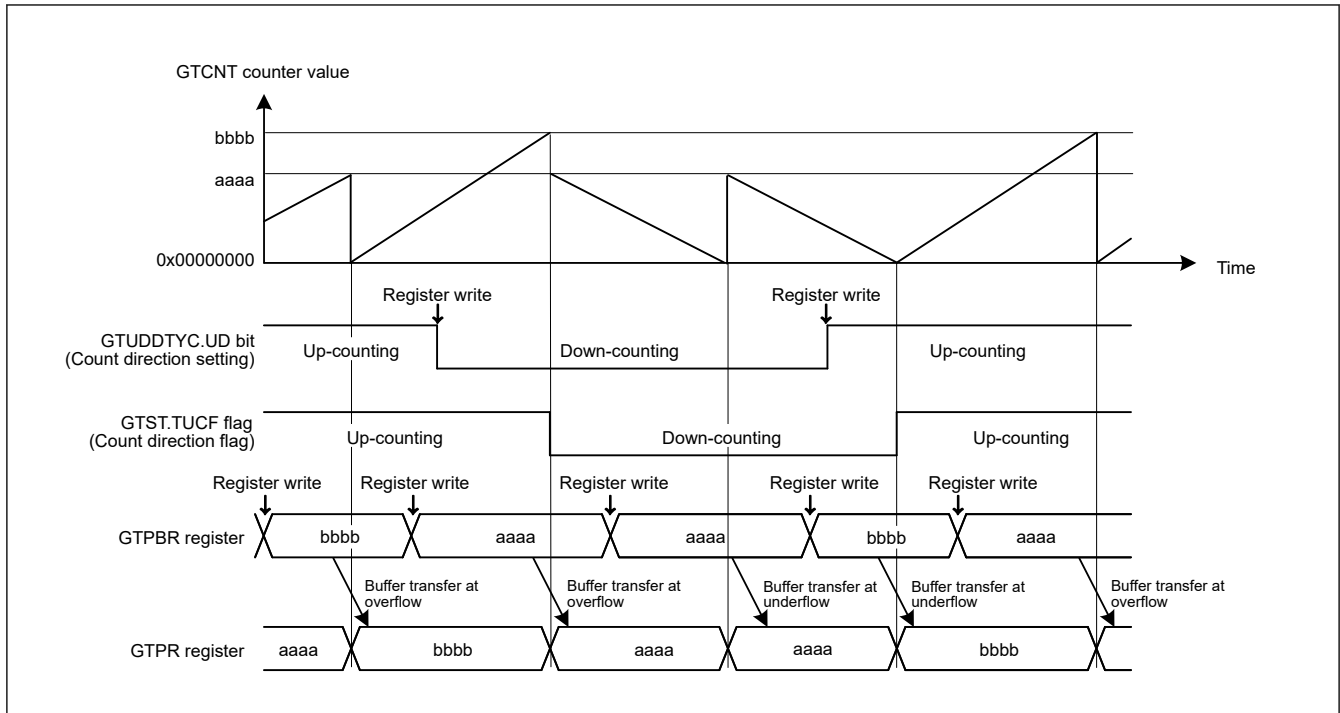 GTCNT counter value
bbbb
aaaa
0x00000000
Time
Register write
Register write
GTUDDTYC.UD bit
(Count direction setting)
Up-counting
Down-counting
Up-counting
GTST.TUCF flag
(Count direction flag)
Up-counting
Down-counting
Up-counting
Register write
Register write
Register write
Register write
Register write
GTPBR register
bbbb
aaaa
aaaa
bbbb
aaaa
Buffer transfer at
overflow
Buffer transfer at
overflow
Buffer transfer at
underflow
Buffer transfer at
underflow
Buffer transfer at
overflow
GTPR register
aaaa
bbbb
aaaa
aaaa
bbbb